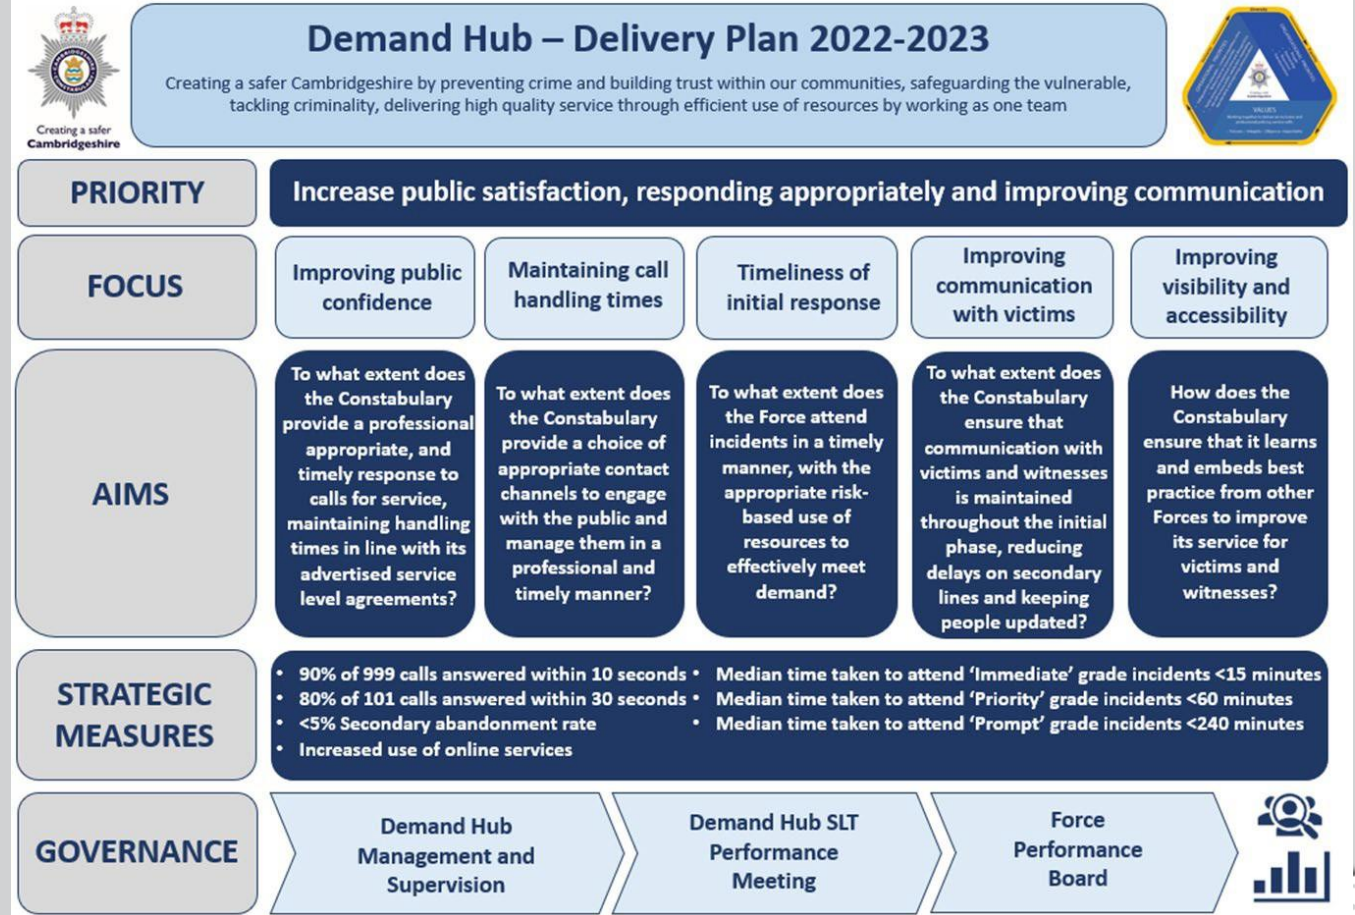 Demand Hub – Delivery Plan 2022-2023
Creating a safer Cambridgeshire by preventing crime and building trust within our communities, safeguarding the vulnerable,
tackling criminality, delivering high quality service through efficient use of resources by working as one team
Creating a safer
Cambridgeshire
VALUES
PRIORITY
Increase public satisfaction, responding appropriately and improving communication
FOCUS
Improving public
confidence
Maintaining call
handling times
Timeliness of
initial response
Improving
communication
with victims
Improving
visibility and
accessibility
AIMS
To what extent does
the Constabulary
provide a professional
appropriate, and
timely response to
calls for service,
maintaining handling
times in line with its
advertised service
level agreements?
To what extent does
the Constabulary
provide a choice of
appropriate contact
channels to engage
with the public and
manage them in a
professional and
timely manner?
To what extent does
the Force attend
incidents in a timely
manner, with the
appropriate risk-
based use of
resources to
effectively meet
demand?
To what extent does
the Constabulary
ensure that
communication with
victims and witnesses
is maintained
throughout the initial
phase, reducing
delays on secondary
lines and keeping
people updated?
How does the
Constabulary
ensure that it learns
and embeds best
practice from other
Forces to improve
its service for
victims and
witnesses?
STRATEGIC
MEASURES
• 90% of 999 calls answered within 10 seconds
• 80% of 101 calls answered within 30 seconds
• <5% Secondary abandonment rate
• Increased use of online services
• Median time taken to attend ‘Immediate’ grade incidents <15 minutes
• Median time taken to attend ‘Priority’ grade incidents <60 minutes
• Median time taken to attend ‘Prompt’ grade incidents <240 minutes
GOVERNANCE
Demand Hub
Management and
Supervision
Demand Hub SLT
Performance
Meeting
Force
Performance
Board